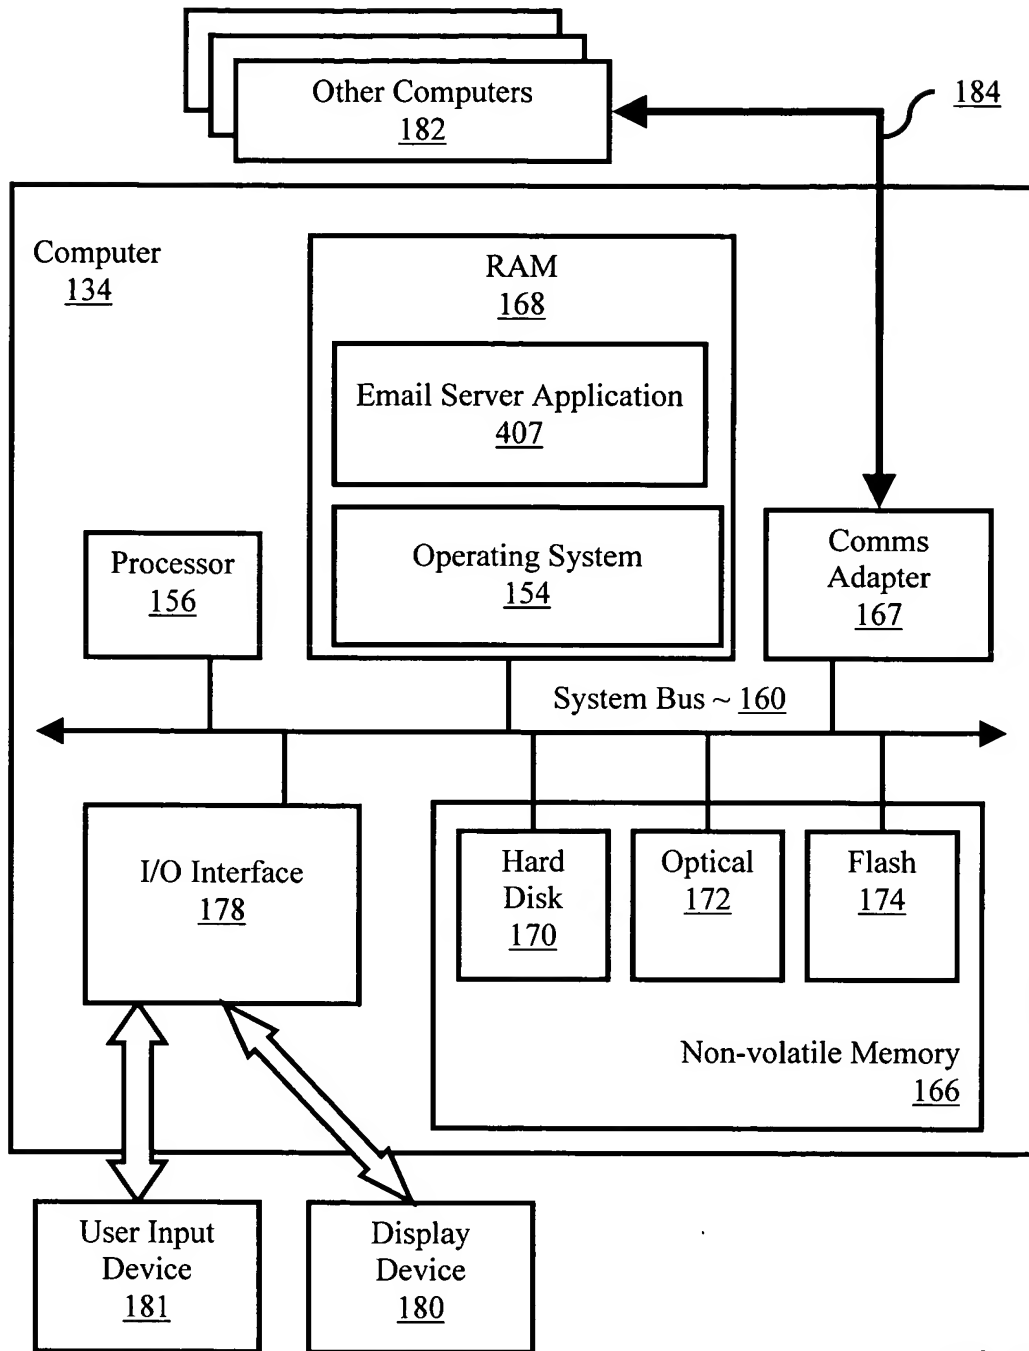 Other Computers
182
184
Computer
134
RAM
168
Email Server Application
407
Operating System
154
Processor
156
Comms
Adapter
167
System Bus ~ 160
I/O Interface
178
Hard
Disk
170
Optical
172
Flash
174
Non-volatile Memory
166
User Input
Device
181
Display
Device
180